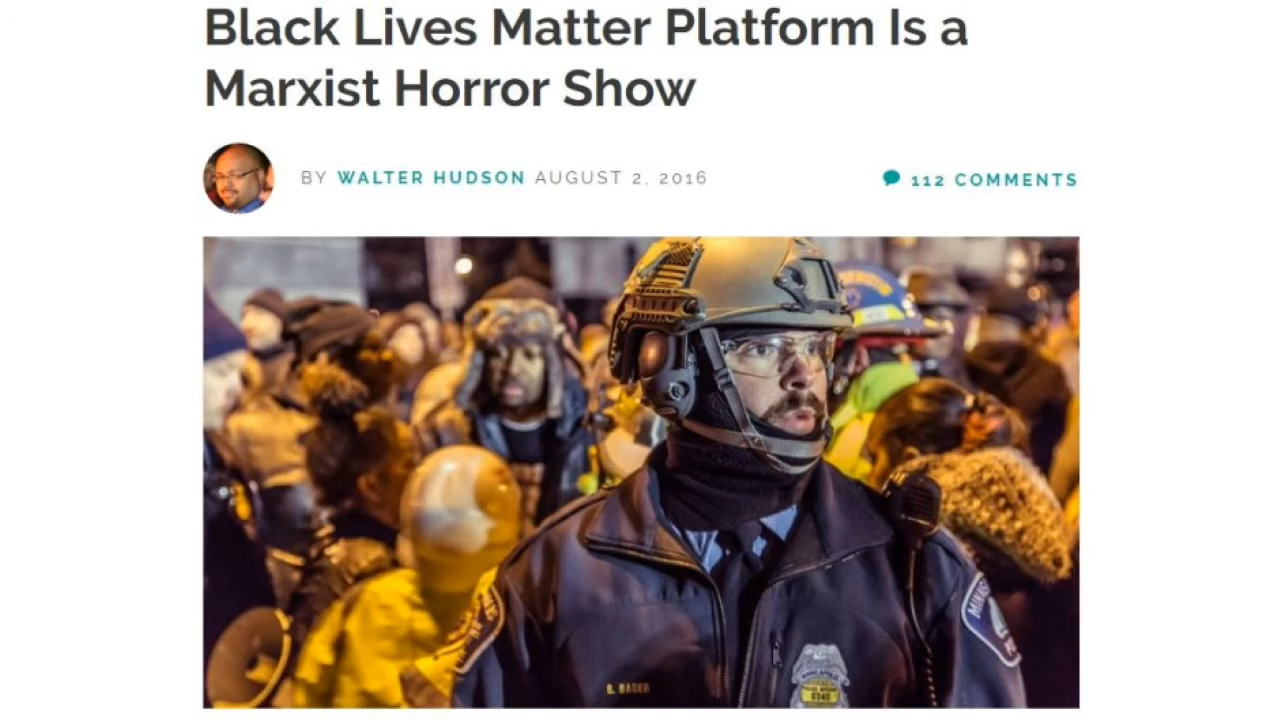 Black Lives Matter Platform Is a
Marxist Horror Show
BY WALTER HUDSON AUGUST 2, 2016
112 COMMENTS